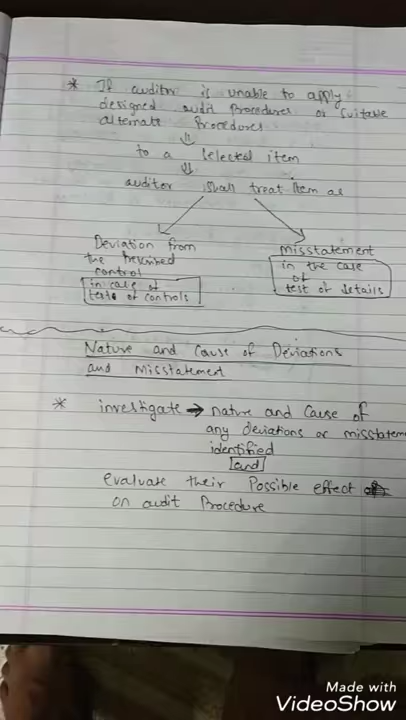 * If auditor is unable to apply
designed audit Procedures or suitable
alternate Procedures
⇓
to a selected item
⇓
auditor shall treat item as
Deviation from
the Prescribed
control
in case of
tests of controls
misstatement
in the case
of
test of details
Nature and Cause of Deviations
and Misstatement
* investigate → nature and cause of
any deviations or misstatem
identified
and
evaluate their Possible effect
on audit Procedure
Made with
VideoShow